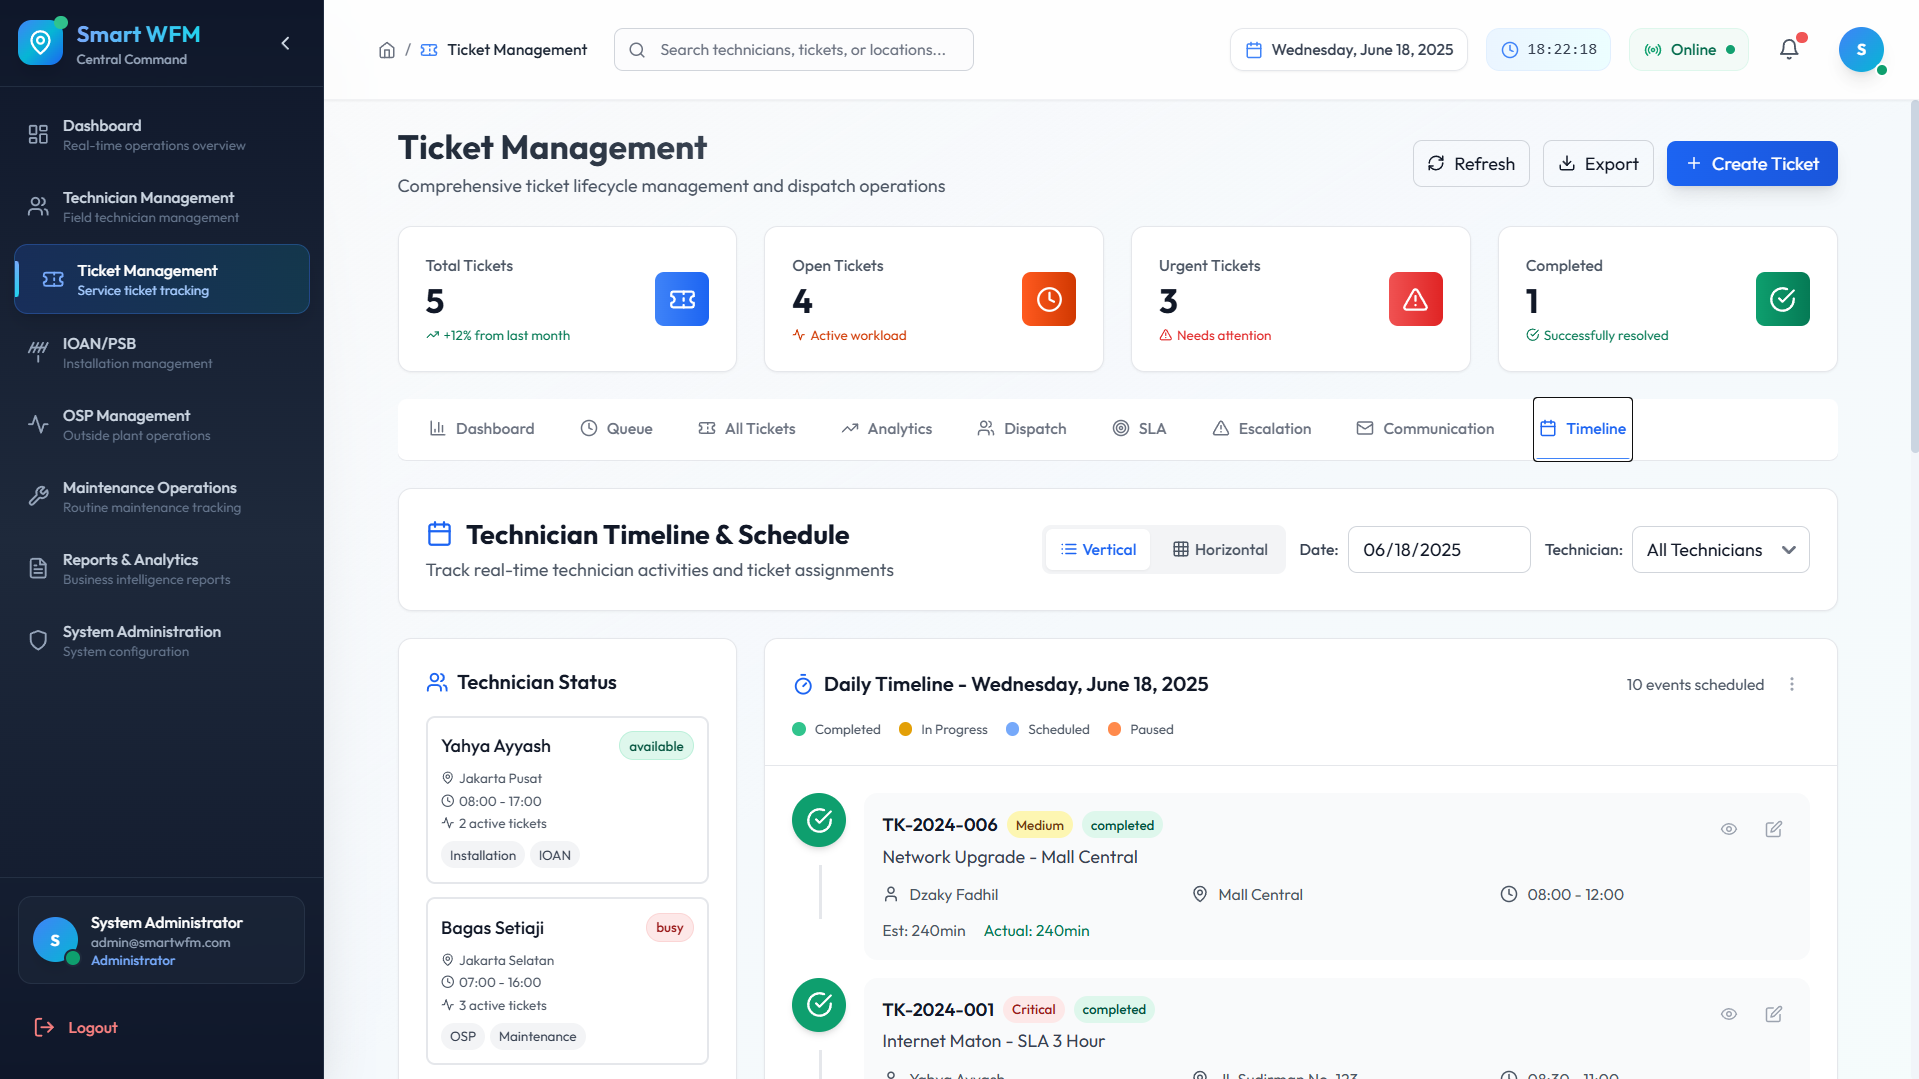 Smart WFM
Central Command
Dashboard
Real-time operations overview
Technician Management
Field technician management
Ticket Management
Service ticket tracking
IOAN/PSB
Installation management
OSP Management
Outside plant operations
Maintenance Operations
Routine maintenance tracking
Reports & Analytics
Business intelligence reports
System Administration
System configuration
S
System Administrator
admin@smartwfm.com
Administrator
Logout
/ Ticket Management
Search technicians, tickets, or locations...
Wednesday, June 18, 2025
18:22:18
Online
S
Ticket Management
Comprehensive ticket lifecycle management and dispatch operations
Refresh
Export
+ Create Ticket
Total Tickets
5
+12% from last month
Open Tickets
4
Active workload
Urgent Tickets
3
Needs attention
Completed
1
Successfully resolved
Dashboard
Queue
All Tickets
Analytics
Dispatch
SLA
Escalation
Communication
Timeline
Technician Timeline & Schedule
Track real-time technician activities and ticket assignments
Vertical
Horizontal
Date:
06/18/2025
Technician:
All Technicians
Technician Status
Yahya Ayyash
available
Jakarta Pusat
08:00 - 17:00
2 active tickets
Installation
IOAN
Bagas Setiaji
busy
Jakarta Selatan
07:00 - 16:00
3 active tickets
OSP
Maintenance
Daily Timeline - Wednesday, June 18, 2025
10 events scheduled
Completed
In Progress
Scheduled
Paused
TK-2024-006
Medium
completed
Network Upgrade - Mall Central
Dzaky Fadhil
Mall Central
08:00 - 12:00
Est: 240min
Actual: 240min
TK-2024-001
Critical
completed
Internet Maton - SLA 3 Hour
Yahya Ayyash
Jl. Sudirman No. 123
08:30 - 11:00